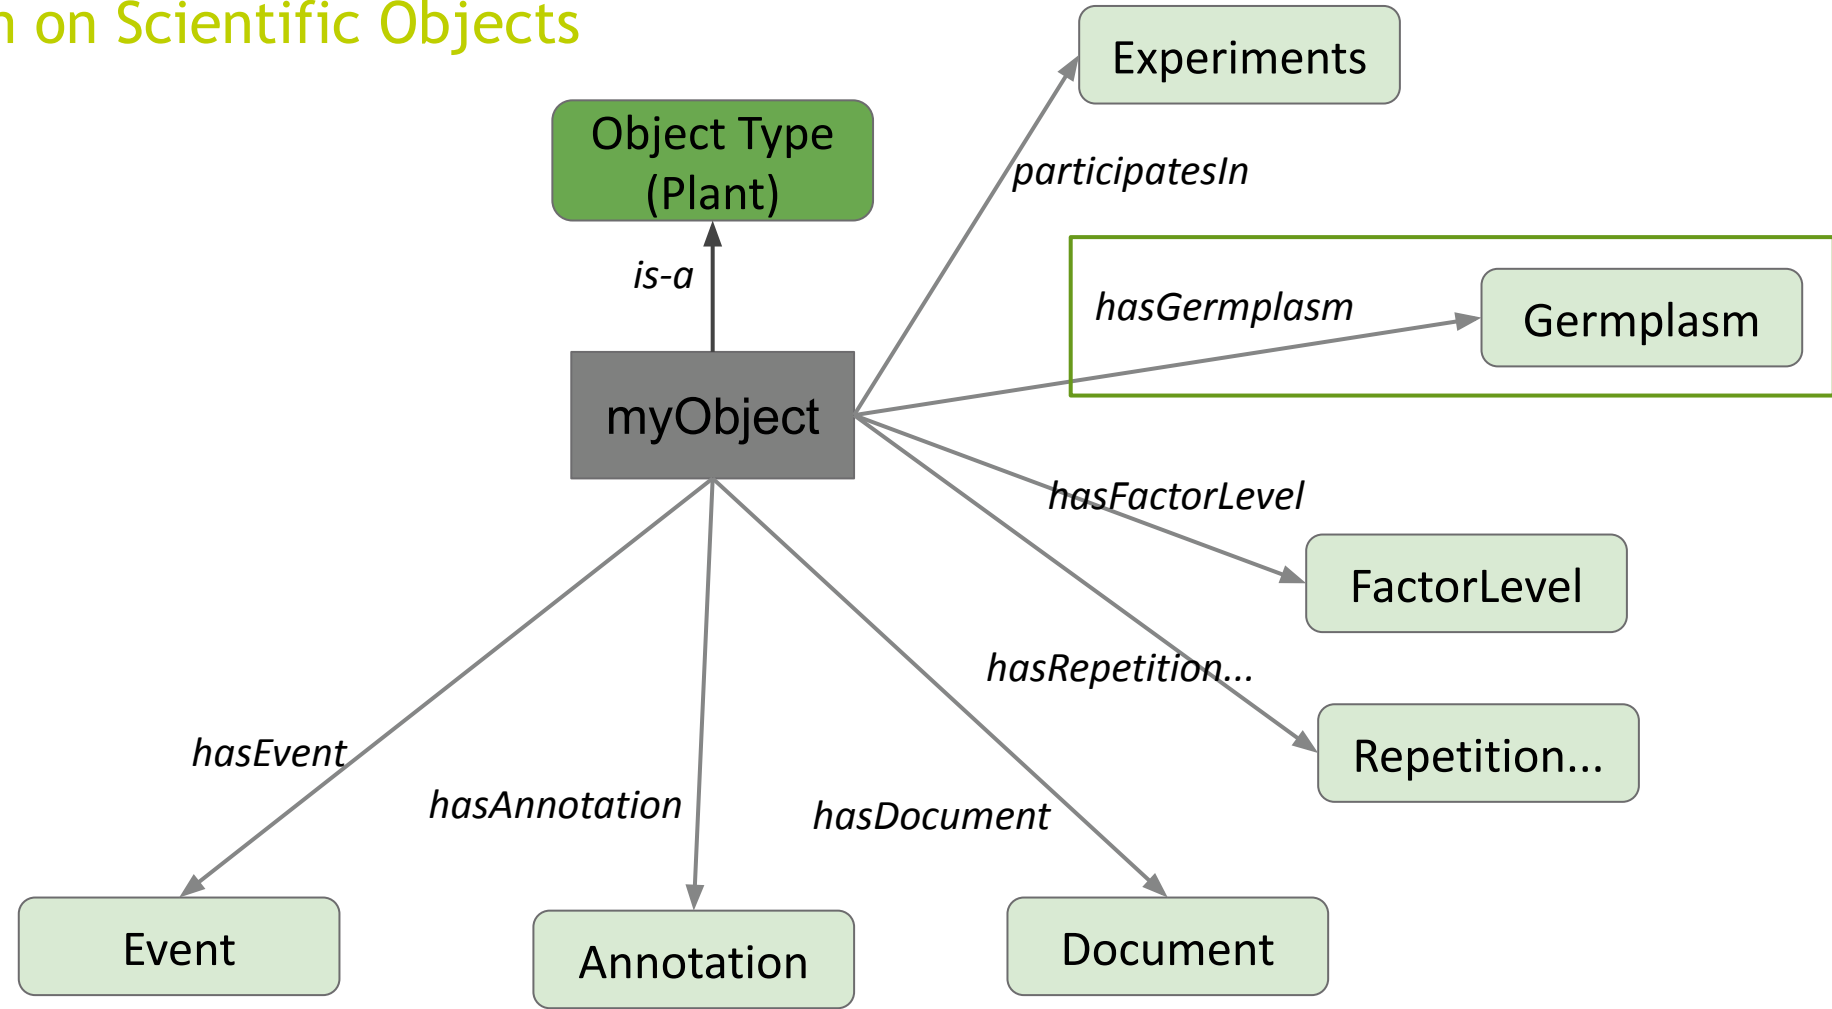 n on Scientific Objects
Experiments
Object Type
(Plant)
participatesIn
is-a
hasGermplasm
Germplasm
myObject
hasFactorLevel
FactorLevel
hasRepetition...
Repetition...
hasEvent
hasAnnotation
hasDocument
Event
Annotation
Document